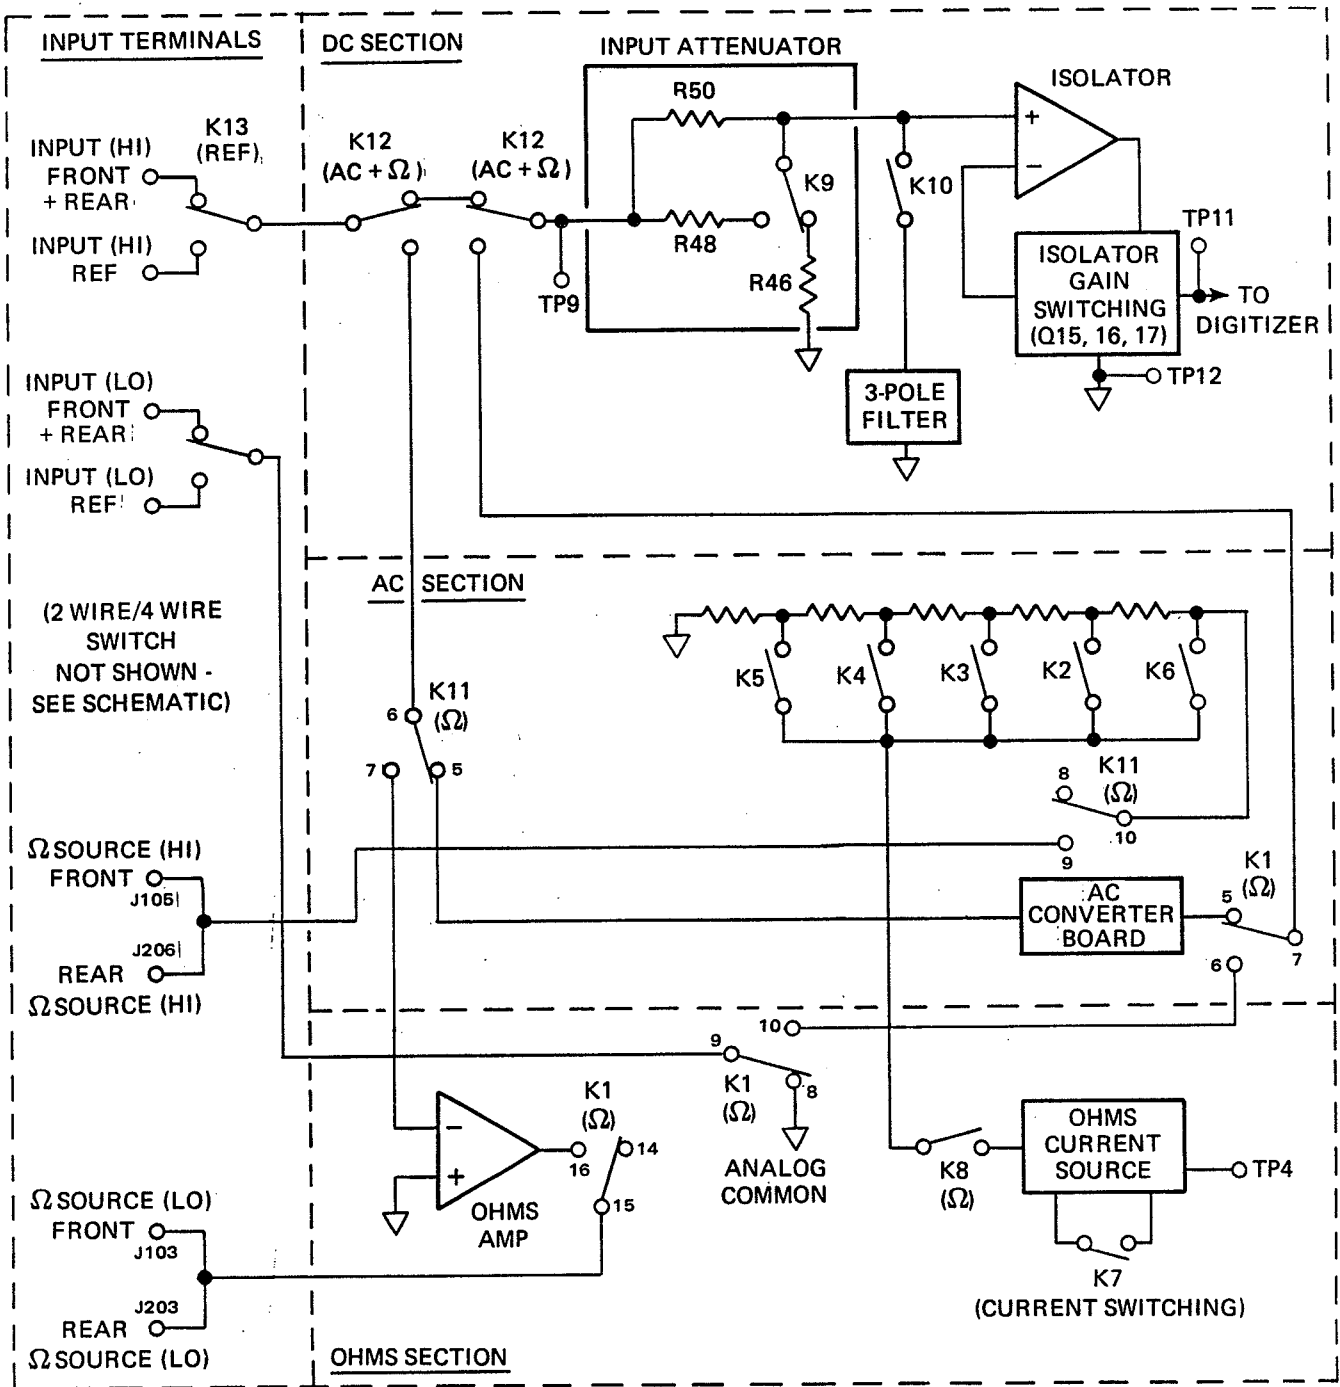 INPUT TERMINALS
DC SECTION
INPUT ATTENUATOR
ISOLATOR
R50
K13
(REF)
K12
(AC + Ω)
K12
(AC + Ω)
INPUT (HI)
FRONT
+ REAR
INPUT (HI)
REF
+
−
K9
K10
R48
R46
TP9
TP11
ISOLATOR
GAIN
SWITCHING
(Q15, 16, 17)
TO
DIGITIZER
TP12
3-POLE
FILTER
INPUT (LO)
FRONT
+ REAR
INPUT (LO)
REF
AC SECTION
(2 WIRE/4 WIRE
SWITCH
NOT SHOWN -
SEE SCHEMATIC)
K5
K4
K3
K2
K6
6
K11
(Ω)
7
5
8
K11
(Ω)
10
9
Ω SOURCE (HI)
FRONT
J105
J206
REAR
Ω SOURCE (HI)
AC
CONVERTER
BOARD
K1
(Ω)
5
7
6
10
9
K1
(Ω)
8
ANALOG
COMMON
−
+
OHMS
AMP
K1
(Ω)
16
14
15
K8
(Ω)
OHMS
CURRENT
SOURCE
TP4
K7
(CURRENT SWITCHING)
Ω SOURCE (LO)
FRONT
J103
J203
REAR
Ω SOURCE (LO)
OHMS SECTION